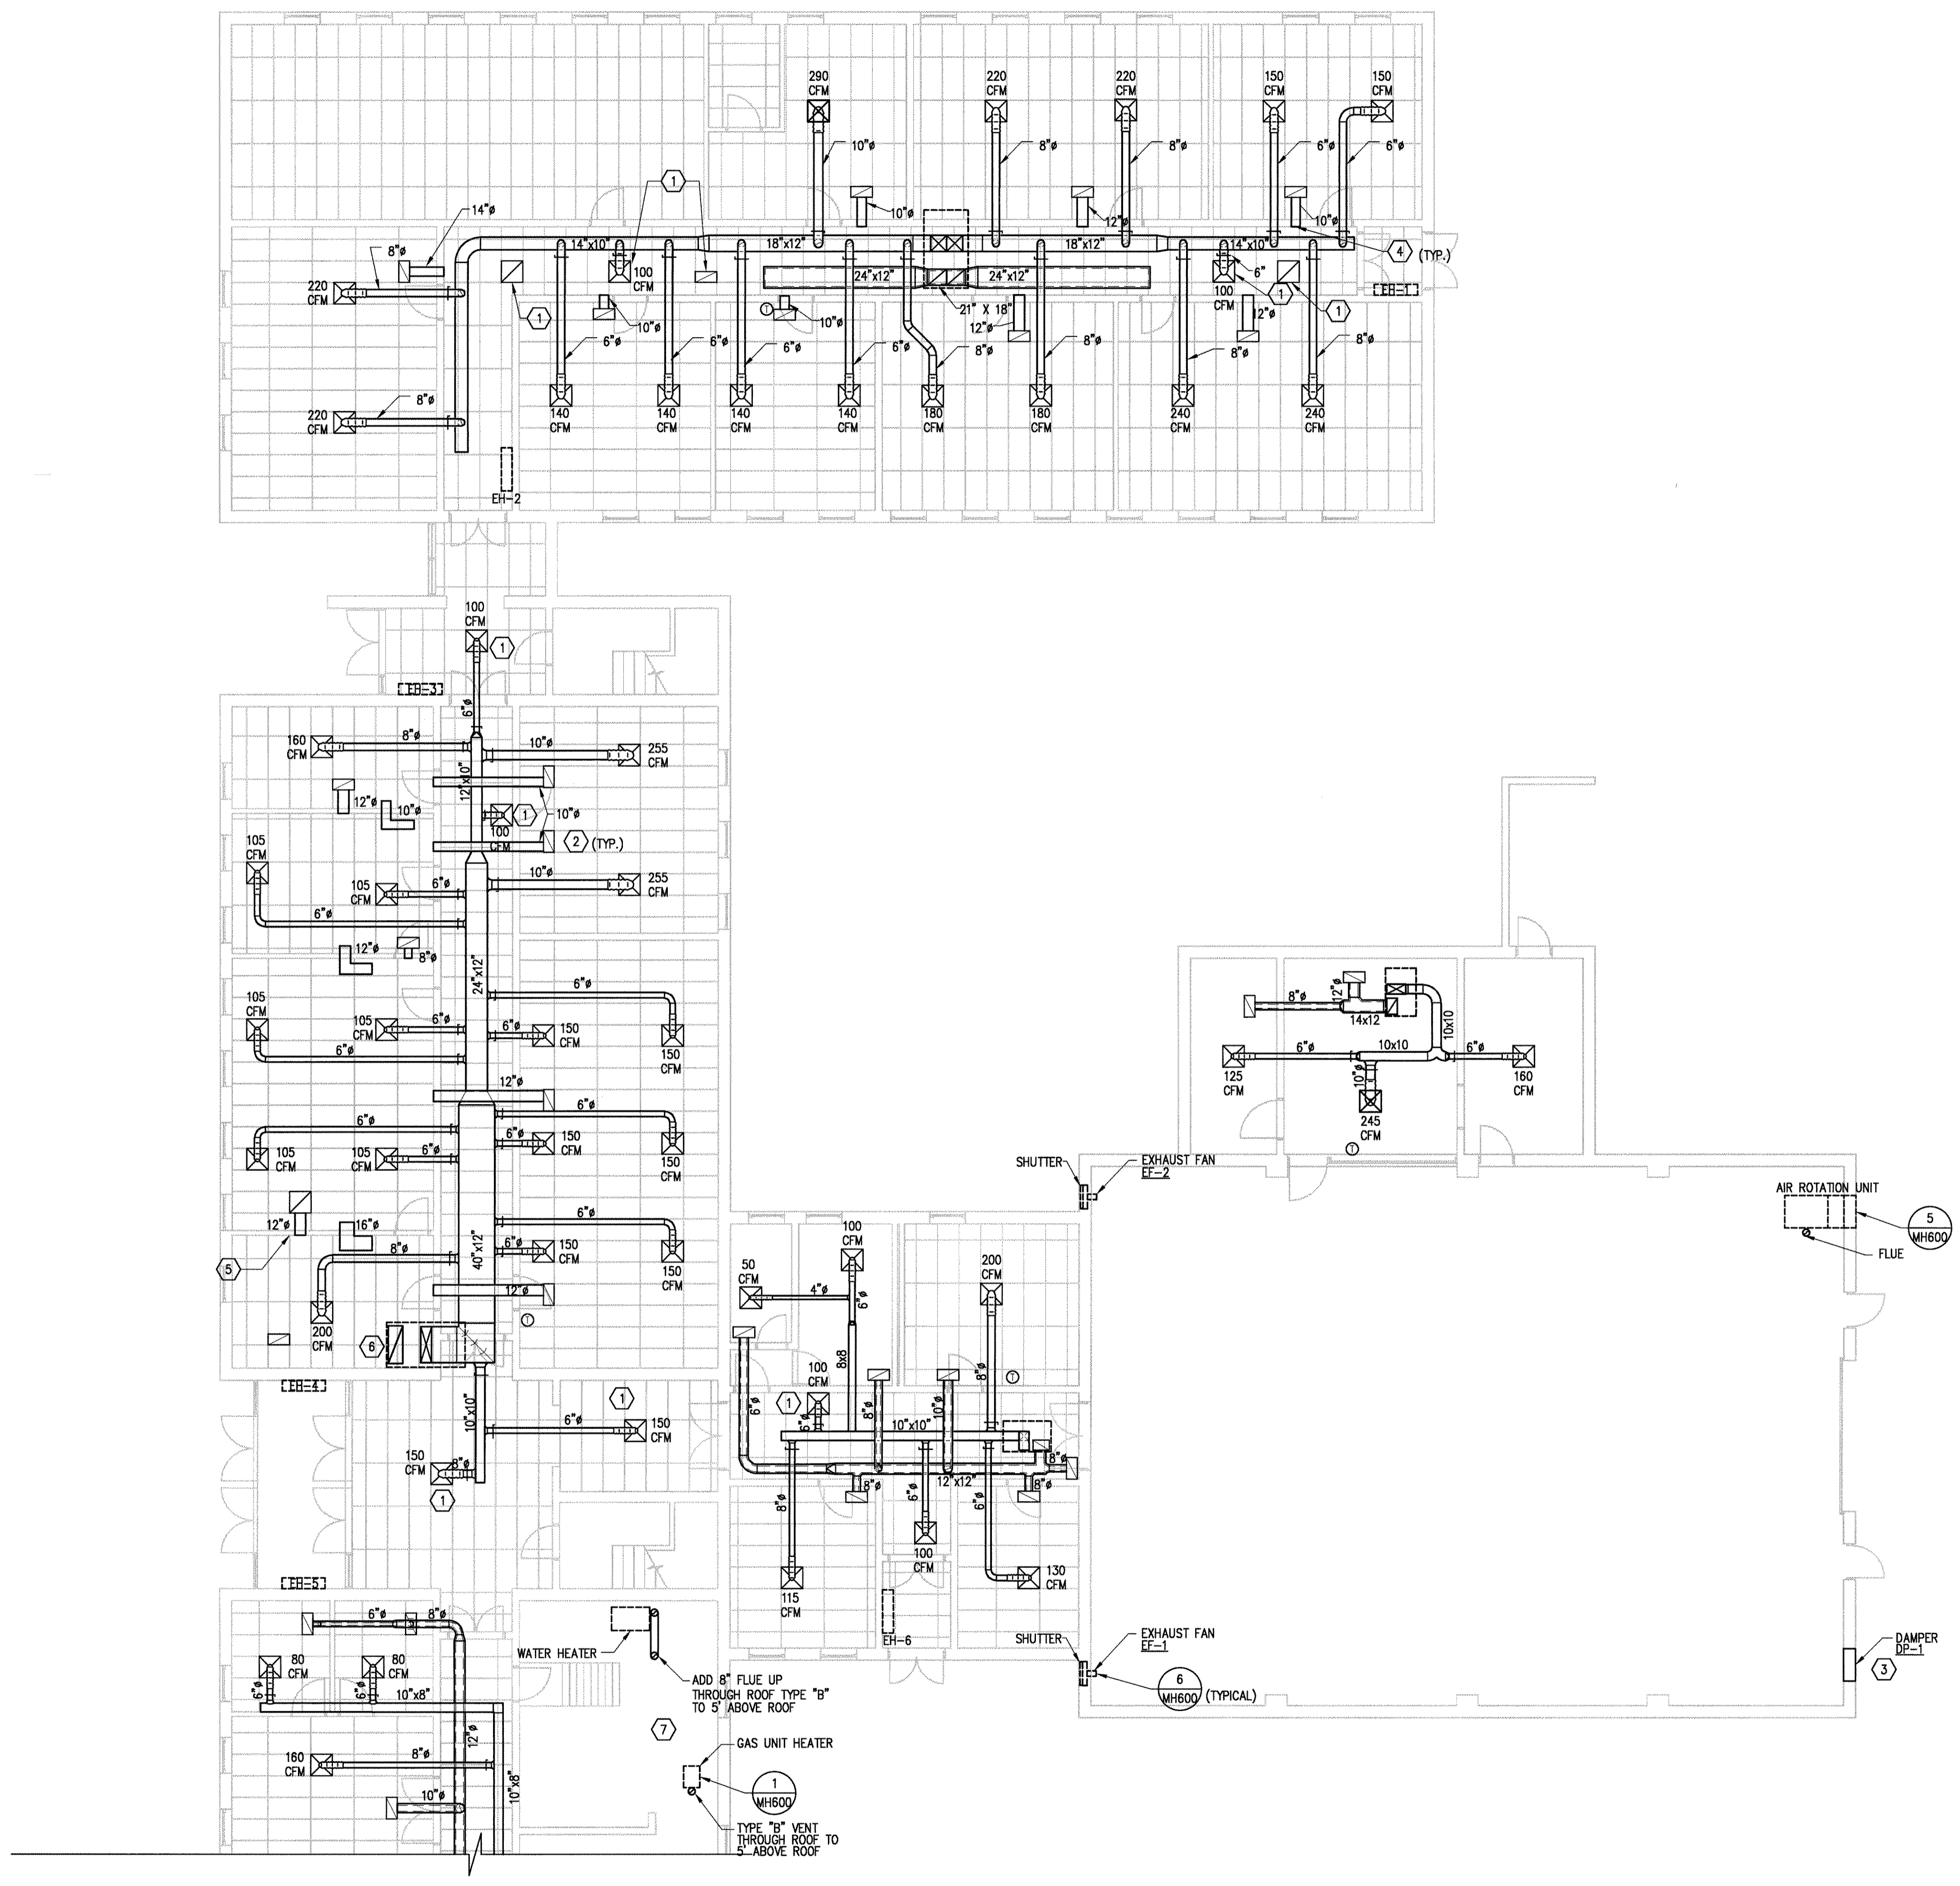 290
CFM
220
CFM
220
CFM
150
CFM
150
CFM
10"ø
8"ø
8"ø
6"ø
6"ø
1
14"ø
10"ø
12"ø
10"ø
4
(TYP.)
8"ø
14"x10"
18"x12"
18"x12"
14"x10"
220
CFM
100
CFM
24"x12"
24"x12"
6"
100
CFM
1
EH-1
1
10"ø
T
10"ø
21" X 18"
12"ø
12"ø
1
6"ø
6"ø
6"ø
6"ø
8"ø
8"ø
8"ø
8"ø
8"ø
220
CFM
140
CFM
140
CFM
140
CFM
140
CFM
180
CFM
180
CFM
240
CFM
240
CFM
EH-2
100
CFM
1
EH-3
6"ø
160
CFM
8"ø
10"ø
255
CFM
12"x10"
12"ø
10"ø
10"ø
1
100
CFM
2
(TYP.)
105
CFM
105
CFM
6"ø
10"ø
255
CFM
6"ø
12"ø
8"ø
24"x12"
6"ø
105
CFM
105
CFM
6"ø
6"ø
150
CFM
6"ø
150
CFM
12"ø
6"ø
6"ø
105
CFM
105
CFM
6"ø
6"ø
150
CFM
150
CFM
12"ø
16"ø
6"ø
8"ø
40"x12"
6"ø
150
CFM
150
CFM
5
12"ø
200
CFM
6
T
EH-4
10"x10"
1
6"ø
150
CFM
150
CFM
8"ø
1
EH-5
8"ø
12"ø
14x12
10x10
6"ø
10x10
6"ø
125
CFM
10"ø
160
CFM
245
CFM
T
SHUTTER
EXHAUST FAN
EF-2
AIR ROTATION UNIT
5
MH600
FLUE
100
CFM
50
CFM
4"ø
6"ø
200
CFM
8x8
100
CFM
8"ø
T
6"ø
1
6"ø
8"ø
10"ø
10"x10"
8"ø
8"ø
12"x12"
8"ø
8"ø
6"ø
6"ø
100
CFM
115
CFM
130
CFM
EH-6
SHUTTER
EXHAUST FAN
EF-1
6
MH600
(TYPICAL)
DAMPER
DP-1
3
6"ø
8"ø
80
CFM
80
CFM
6"ø
6"ø
10"x8"
12"ø
160
CFM
8"ø
10"x8"
10"ø
WATER HEATER
ADD 8" FLUE UP
THROUGH ROOF TYPE "B"
TO 5' ABOVE ROOF
7
GAS UNIT HEATER
1
MH600
TYPE "B" VENT
THROUGH ROOF TO
5' ABOVE ROOF